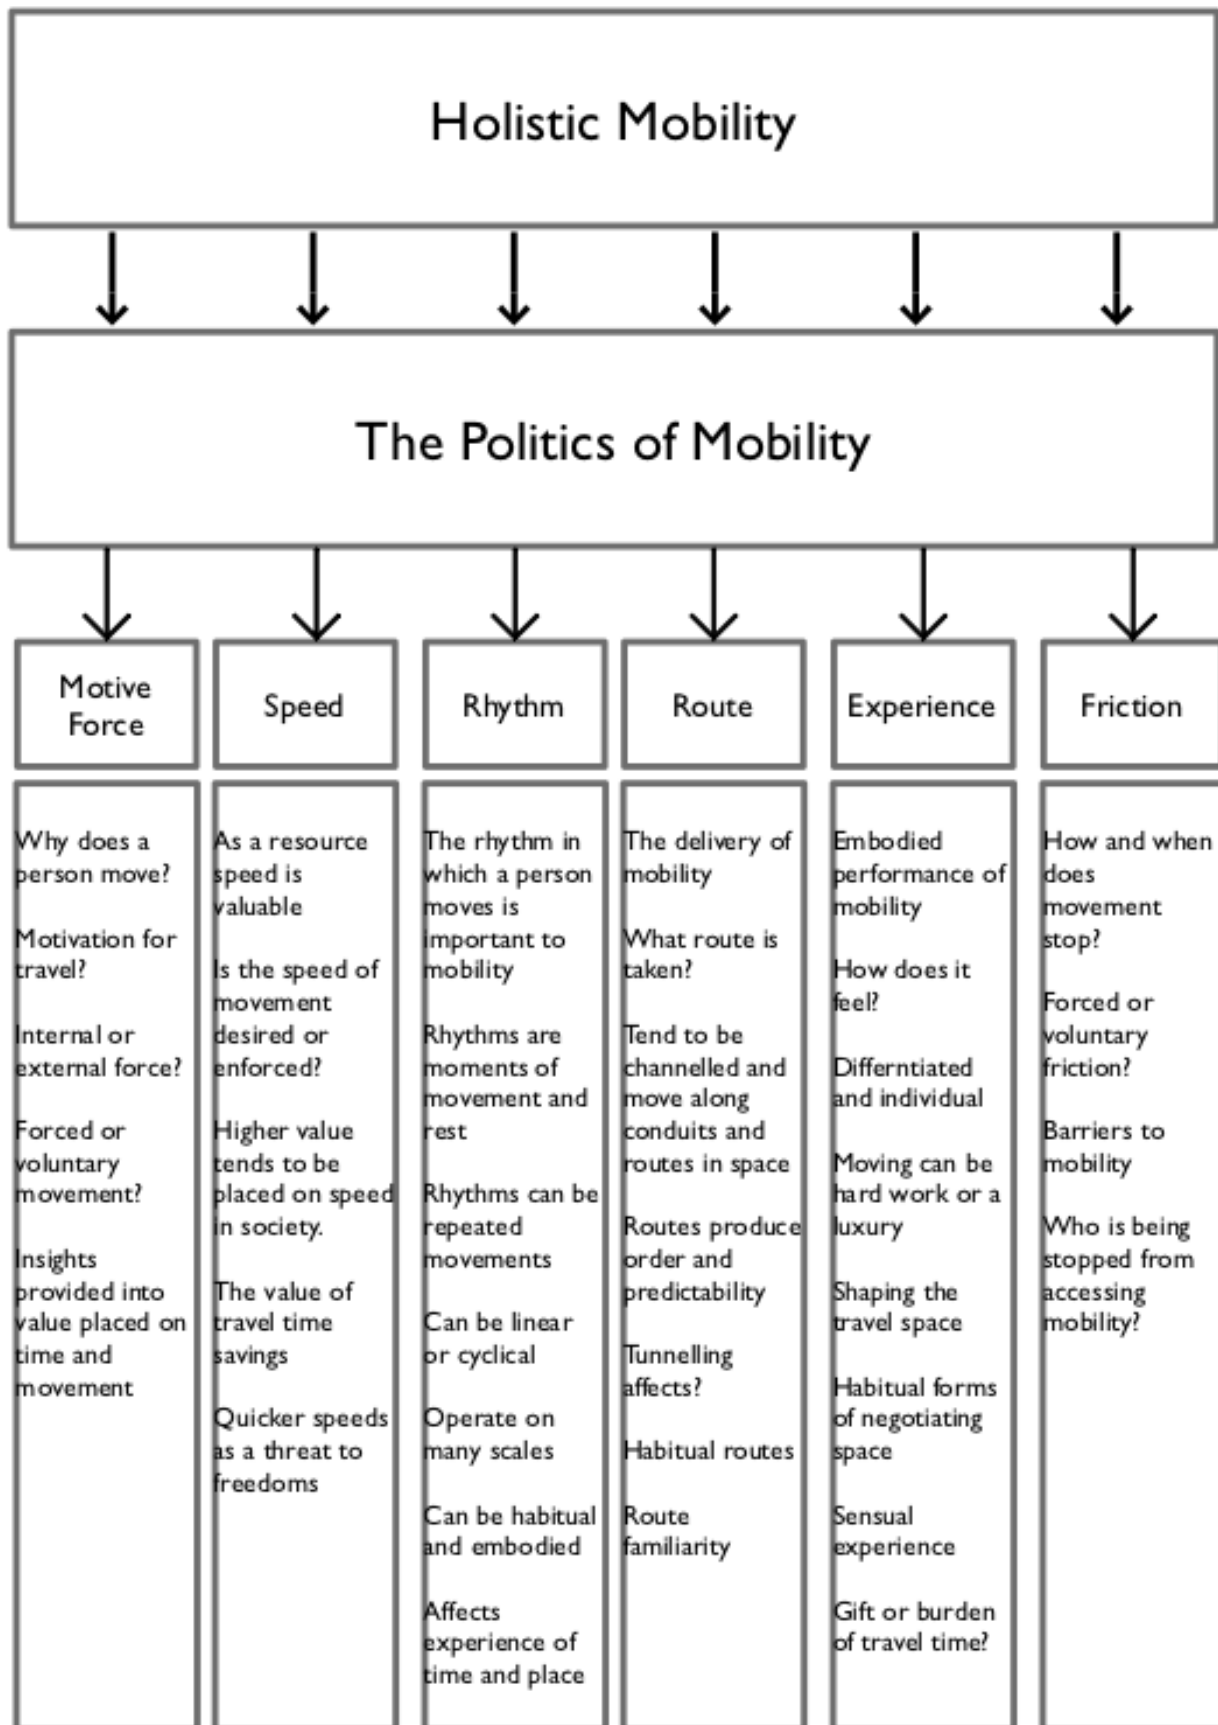 Holistic Mobility
The Politics of Mobility
Motive
Force
Speed
Rhythm
Route
Experience
Friction
Why does a
person move?
Motivation for
travel?
Internal or
external force?
Forced or
voluntary
movement?
Insights
provided into
value placed on
time and
movement
As a resource
speed is
valuable
Is the speed of
movement
desired or
enforced?
Higher value
tends to be
placed on speed
in society.
The value of
travel time
savings
Quicker speeds
as a threat to
freedoms
The rhythm in
which a person
moves is
important to
mobility
Rhythms are
moments of
movement and
rest
Rhythms can be
repeated
movements
Can be linear
or cyclical
Operate on
many scales
Can be habitual
and embodied
Affects
experience of
time and place
The delivery of
mobility
What route is
taken?
Tend to be
channelled and
move along
conduits and
routes in space
Routes produce
order and
predictability
Tunnelling
affects?
Habitual routes
Route
familiarity
Embodied
performance of
mobility
How does it
feel?
Differntiated
and individual
Moving can be
hard work or a
luxury
Shaping the
travel space
Habitual forms
of negotiating
space
Sensual
experience
Gift or burden
of travel time?
How and when
does
movement
stop?
Forced or
voluntary
friction?
Barriers to
mobility
Who is being
stopped from
accessing
mobility?